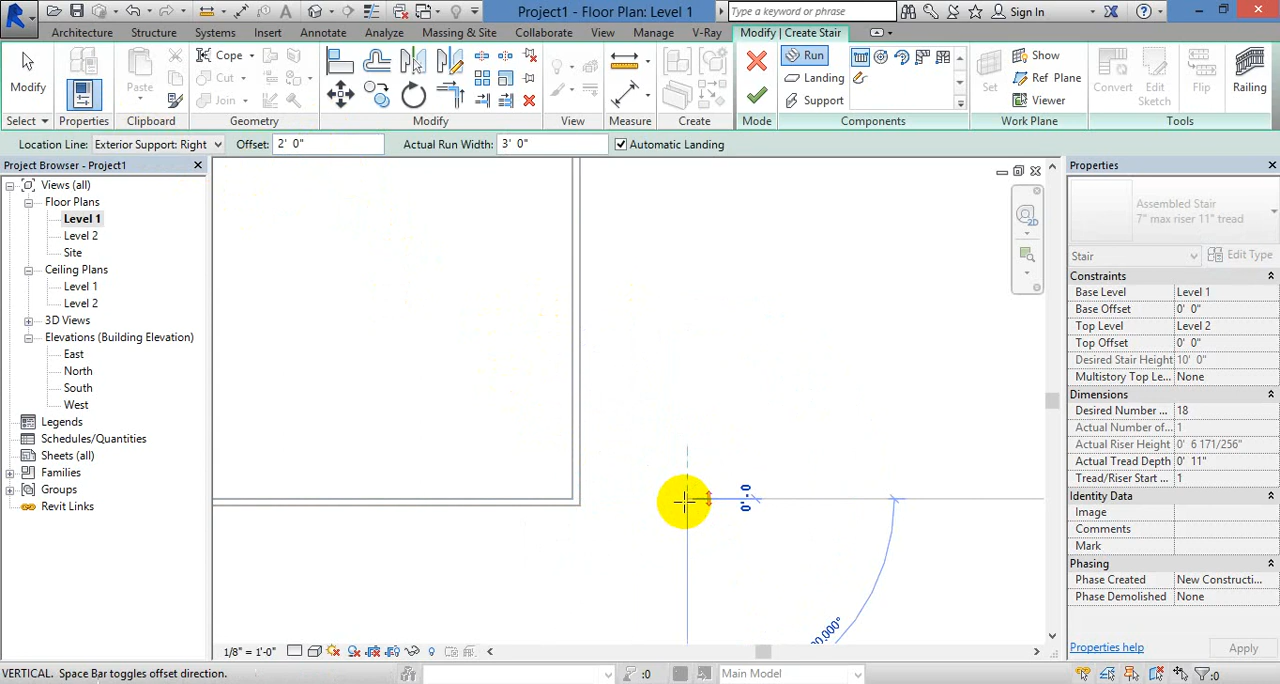 Project1 - Floor Plan: Level 1
Type a keyword or phrase
Sign In
Architecture Structure Systems Insert Annotate Analyze Massing & Site Collaborate View Manage V-Ray Modify | Create Stair
Modify
Paste
Cope
Cut
Join
Run
Landing
Support
Set
Show
Ref Plane
Viewer
Convert
Edit
Sketch
Flip
Railing
Select Properties Clipboard Geometry Modify View Measure Create Mode Components Work Plane Tools
Location Line: Exterior Support: Right Offset: 2' 0" Actual Run Width: 3' 0" Automatic Landing
Project Browser - Project1
Views (all)
Floor Plans
Level 1
Level 2
Site
Ceiling Plans
Level 1
Level 2
3D Views
Elevations (Building Elevation)
East
North
South
West
Legends
Schedules/Quantities
Sheets (all)
Families
Groups
Revit Links
2D
0'-0"
Properties
Assembled Stair
7" max riser 11" tread
Stair
Edit Type
Constraints
Base Level Level 1
Base Offset 0' 0"
Top Level Level 2
Top Offset 0' 0"
Desired Stair Height 10' 0"
Multistory Top Le... None
Dimensions
Desired Number ... 18
Actual Number of... 1
Actual Riser Height 0' 6 171/256"
Actual Tread Depth 0' 11"
Tread/Riser Start ... 1
Identity Data
Image
Comments
Mark
Phasing
Phase Created New Constructi...
Phase Demolished None
Properties help
Apply
1/8" = 1'-0"
VERTICAL. Space Bar toggles offset direction.
:0
Main Model
:0